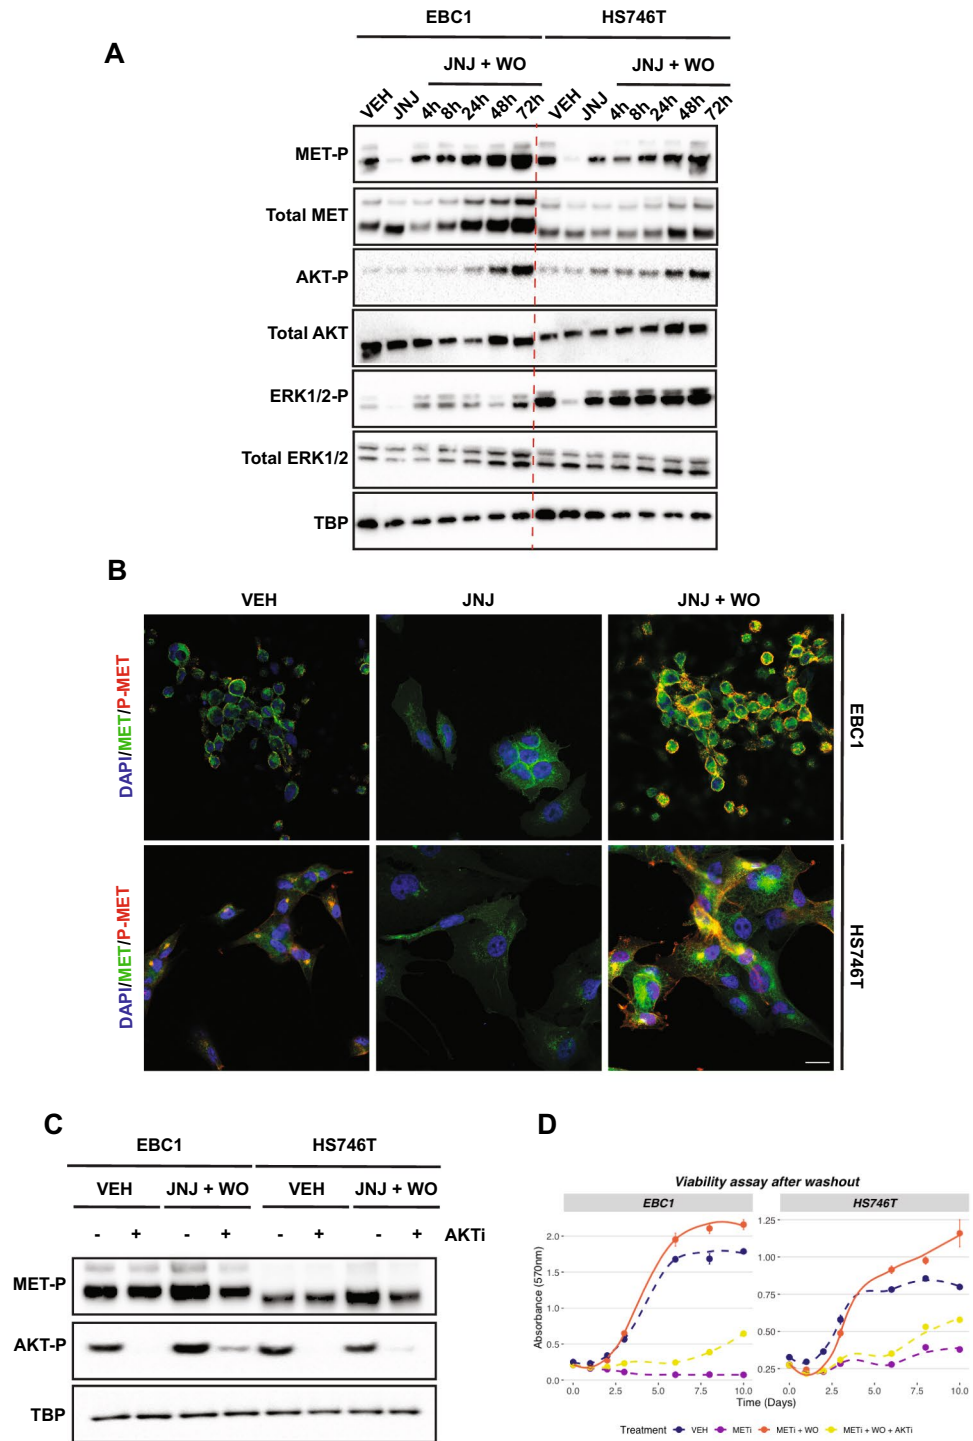 A
EBC1 HS746T
JNJ + WO JNJ + WO
VEH JNJ 4h 8h 24h 48h 72h VEH JNJ 4h 8h 24h 48h 72h
MET-P
Total MET
AKT-P
Total AKT
ERK1/2-P
Total ERK1/2
TBP
B
VEH JNJ JNJ + WO
DAPI/MET/P-MET
EBC1
DAPI/MET/P-MET
HS746T
C
EBC1 HS746T
VEH JNJ + WO VEH JNJ + WO
- + - + - + - + AKTi
MET-P
AKT-P
TBP
D
Viability assay after washout
EBC1 HS746T
Absorbance (570nm)
2.0
1.5
1.0
0.5
0.0
1.25
1.00
0.75
0.50
0.25
0.0 2.5 5.0 7.5 10.0 0.0 2.5 5.0 7.5 10.0
Time (Days)
Treatment VEH METi METi + WO METi + WO + AKTi